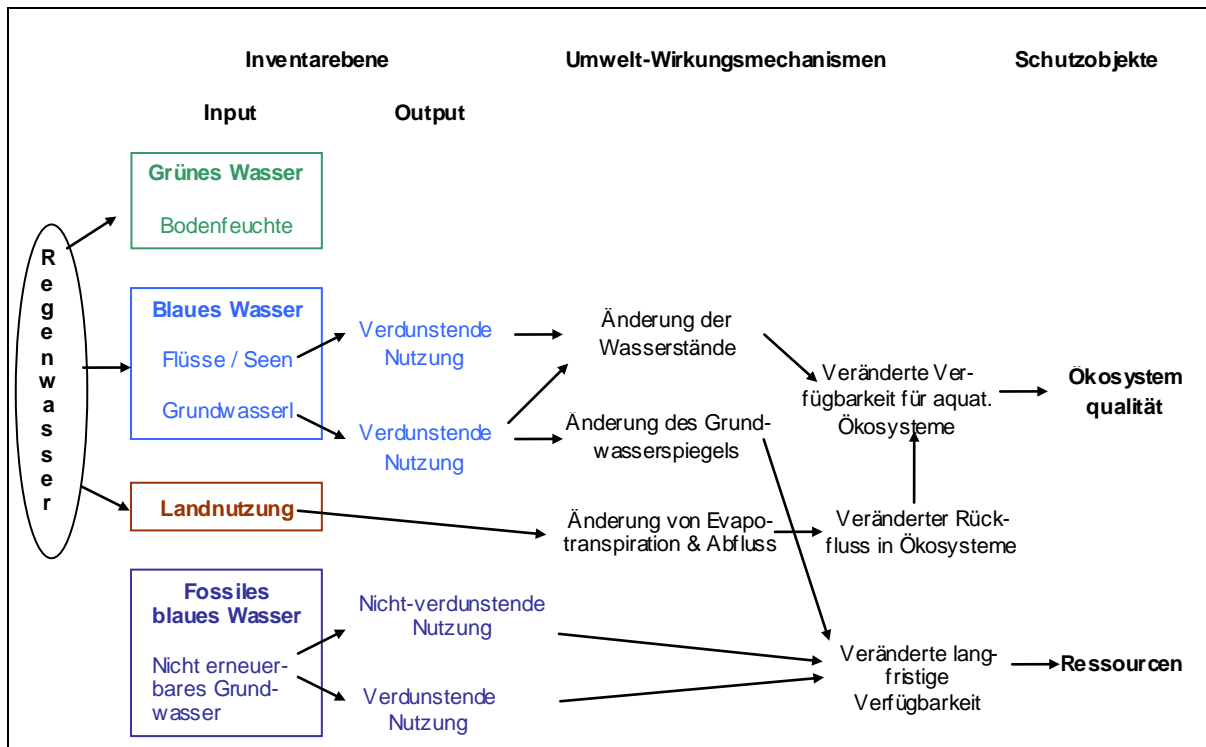 Inventarebene
Umwelt-Wirkungsmechanismen
Schutzobjekte
Input
Output
Regenwasser
Grünes Wasser
Bodenfeuchte
Blaues Wasser
Flüsse / Seen
Grundwasserl
Verdunstende
Nutzung
Verdunstende
Nutzung
Änderung der
Wasserstände
Änderung des Grund-
wasserspiegels
Veränderte Ver-
fügbarkeit für aquat.
Ökosysteme
Ökosystem
qualität
Landnutzung
Änderung von Evapo-
transpiration & Abfluss
Veränderter Rück-
fluss in Ökosysteme
Fossiles
blaues Wasser
Nicht erneuer-
bares Grund-
wasser
Nicht-verdunstende
Nutzung
Verdunstende
Nutzung
Veränderte lang-
fristige
Verfügbarkeit
Ressourcen